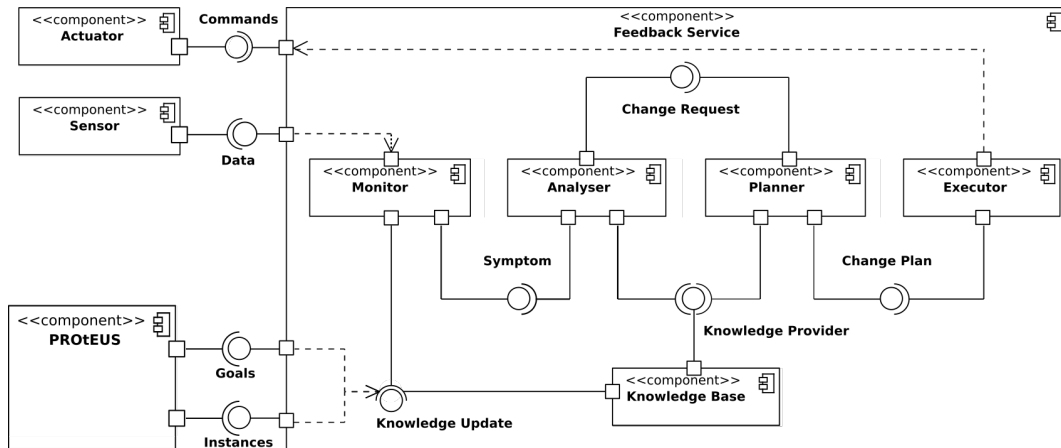 <<component>>
Actuator
Commands
<<component>>
Feedback Service
<<component>>
Sensor
Data
Change Request
<<component>>
Monitor
<<component>>
Analyser
<<component>>
Planner
<<component>>
Executor
Symptom
Change Plan
Knowledge Provider
<<component>>
PROtEUS
Goals
Instances
Knowledge Update
<<component>>
Knowledge Base